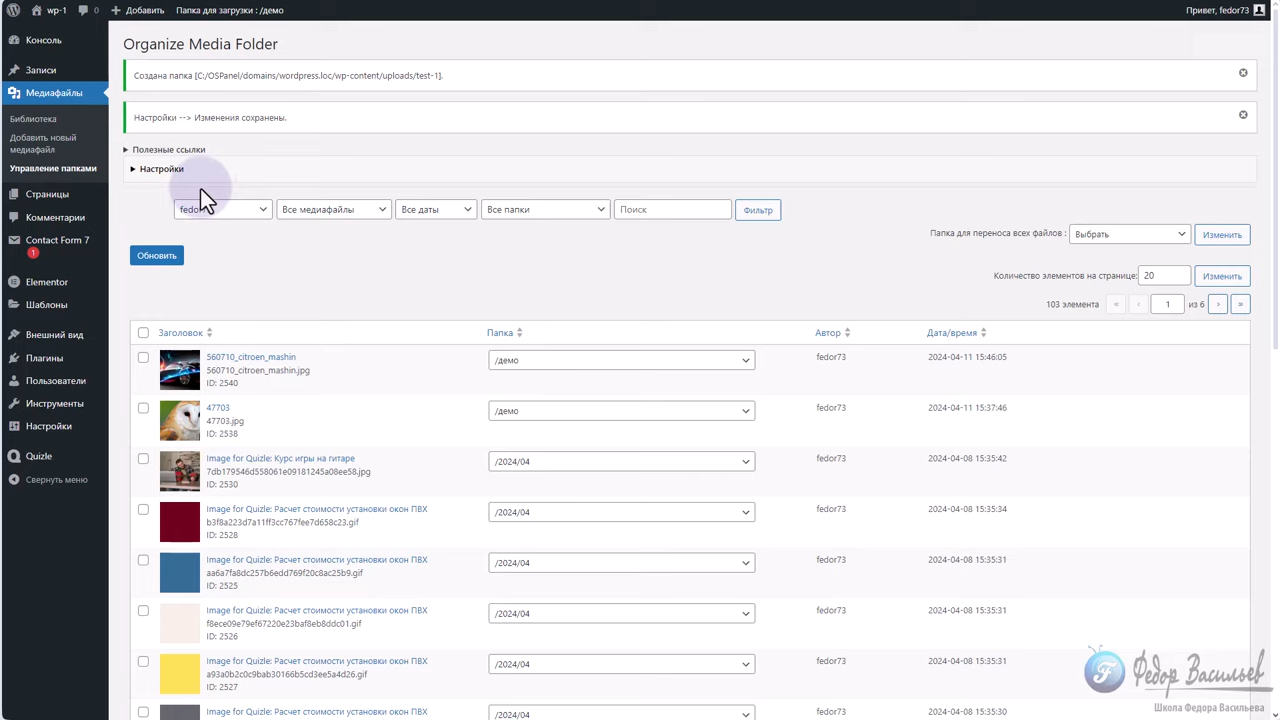 wp-1
0
Добавить
Папка для загрузки : /демо
Привет, fedor73
Консоль
Записи
Медиафайлы
Библиотека
Добавить новый
медиафайл
Управление папками
Страницы
Комментарии
Contact Form 7
1
Elementor
Шаблоны
Внешний вид
Плагины
Пользователи
Инструменты
Настройки
Quizle
Свернуть меню
Organize Media Folder
Создана папка [C:/OSPanel/domains/wordpress.loc/wp-content/uploads/test-1].
Настройки --> Изменения сохранены.
Полезные ссылки
Настройки
Все медиафайлы
Все даты
Все папки
Поиск
Фильтр
Папка для переноса всех файлов :
Выбрать
Изменить
Обновить
Количество элементов на странице:
20
Изменить
103 элемента
«
‹
1
из 6
›
»
Заголовок
Папка
Автор
Дата/время
560710_citroen_mashin
560710_citroen_mashin.jpg
ID: 2540
/демо
fedor73
2024-04-11 15:46:05
47703
47703.jpg
ID: 2538
/демо
fedor73
2024-04-11 15:37:46
Image for Quizle: Курс игры на гитаре
7db179546d558061e09181245a08ee58.jpg
ID: 2530
/2024/04
fedor73
2024-04-08 15:35:42
Image for Quizle: Расчет стоимости установки окон ПВХ
b3f8a223d7a11ff3cc767fee7d658c23.gif
ID: 2528
/2024/04
fedor73
2024-04-08 15:35:34
Image for Quizle: Расчет стоимости установки окон ПВХ
aa6a7fa8dc257b6edd769f20c8ac25b9.gif
ID: 2525
/2024/04
fedor73
2024-04-08 15:35:31
Image for Quizle: Расчет стоимости установки окон ПВХ
f8ece09e79ef67220e23baf8eb8ddc01.gif
ID: 2526
/2024/04
fedor73
2024-04-08 15:35:31
Image for Quizle: Расчет стоимости установки окон ПВХ
a93a0b2c0c9bab30166b5cd3ee5a4d26.gif
ID: 2527
/2024/04
fedor73
2024-04-08 15:35:31
Image for Quizle: Расчет стоимости установки окон ПВХ
/2024/04
fedor73
2024-04-08 15:35:30
Федор Васильев
Школа Федора Васильева